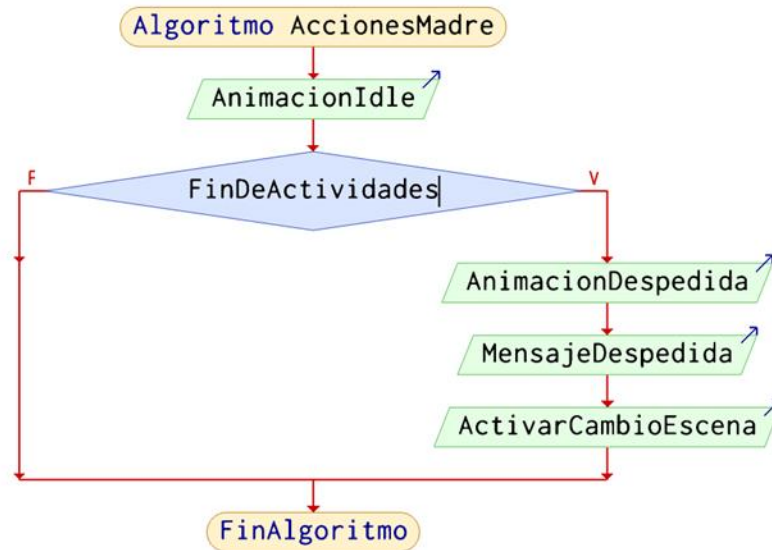 Algoritmo AccionesMadre
AnimacionIdle
F
FinDeActividades
V
AnimacionDespedida
MensajeDespedida
ActivarCambioEscena
FinAlgoritmo